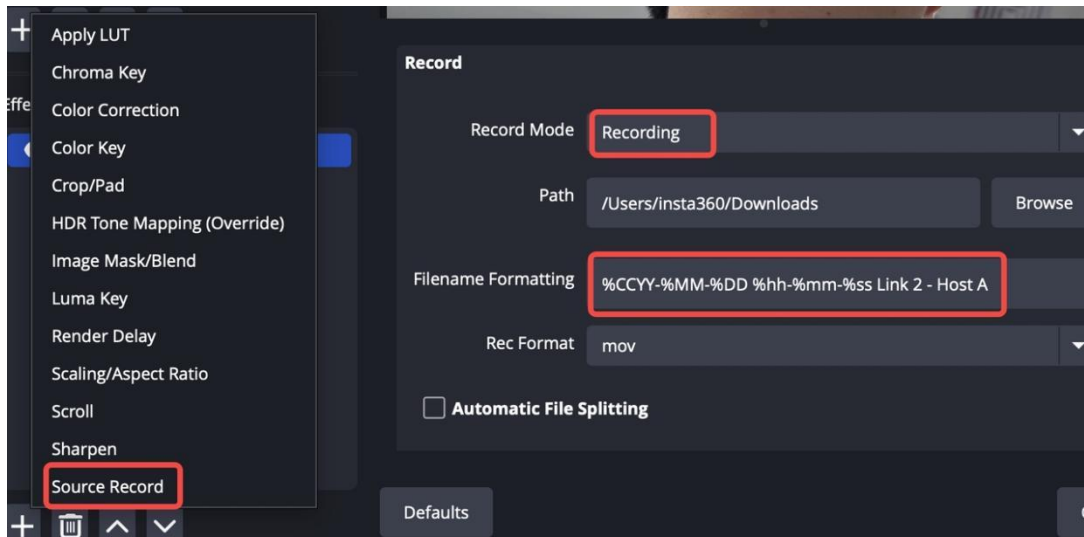 Apply LUT
Chroma Key
Color Correction
Color Key
Crop/Pad
HDR Tone Mapping (Override)
Image Mask/Blend
Luma Key
Render Delay
Scaling/Aspect Ratio
Scroll
Sharpen
Source Record
Effe
Record
Record Mode Recording
Path /Users/insta360/Downloads Browse
Filename Formatting %CCYY-%MM-%DD %hh-%mm-%ss Link 2 - Host A
Rec Format mov
Automatic File Splitting
Defaults